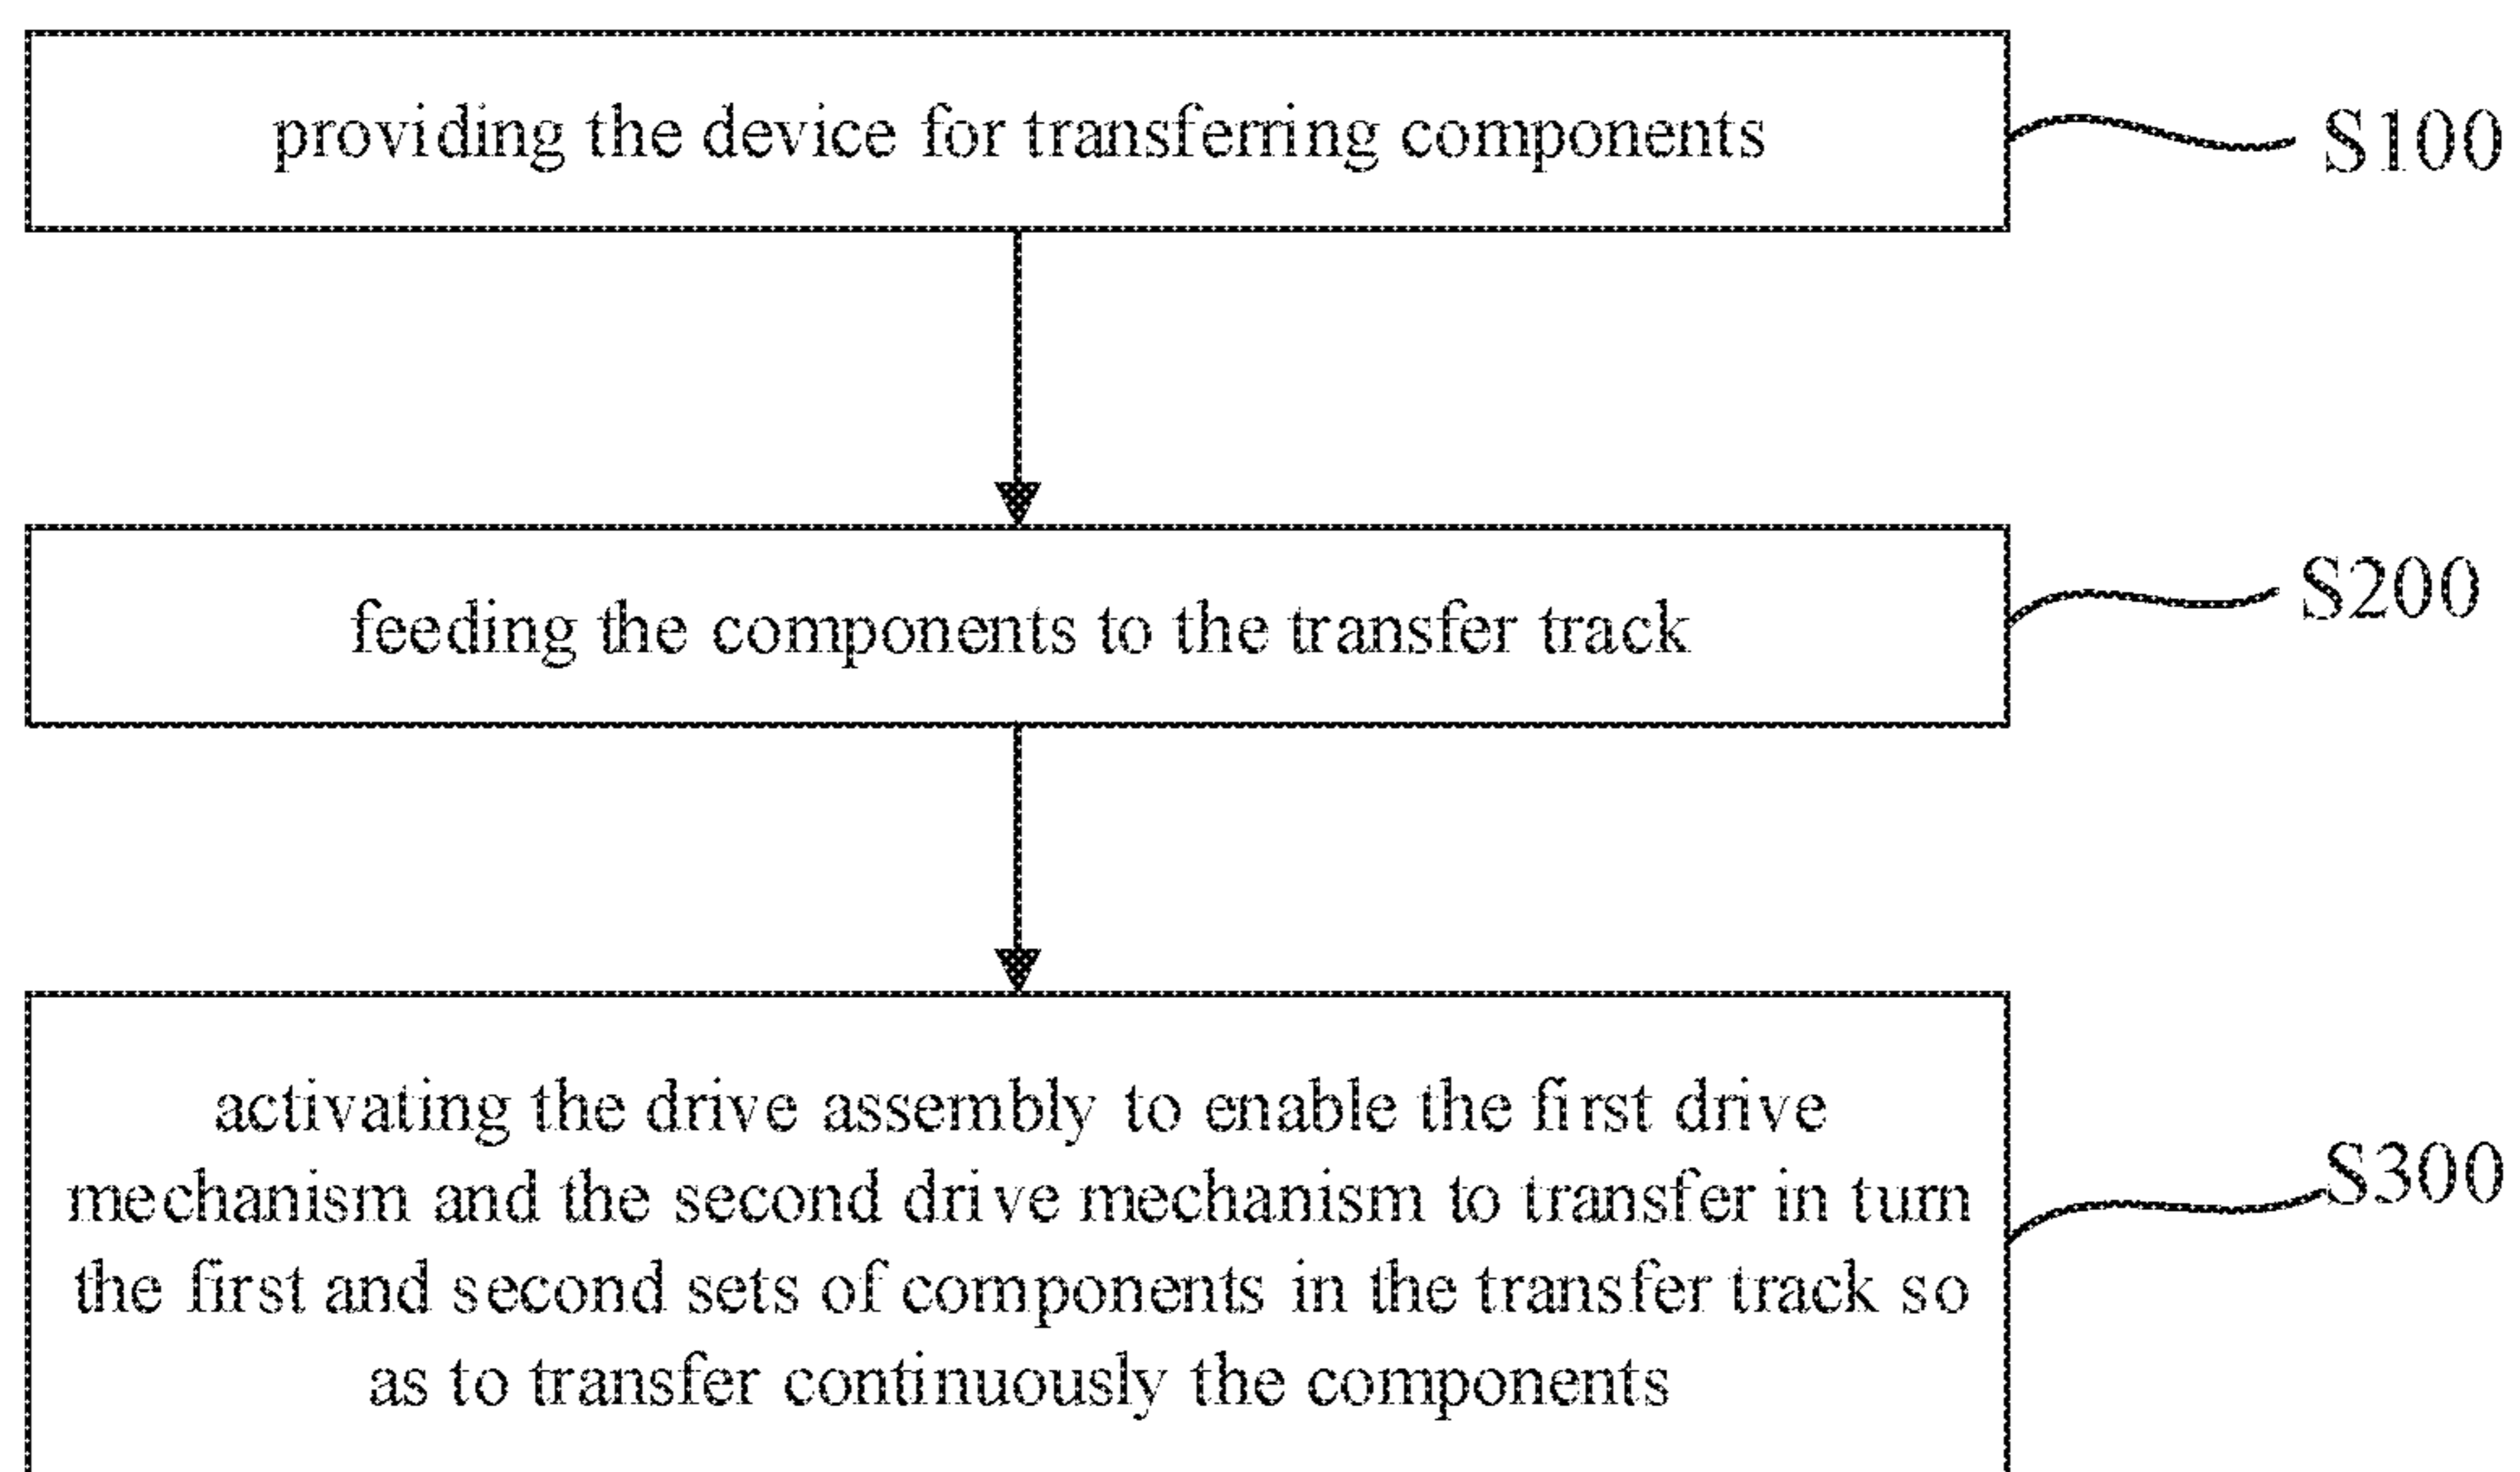 providing the device for transferring components
S100
feeding the components to the transfer track
S200
activating the drive assembly to enable the first drive
mechanism and the second drive mechanism to transfer in turn
the first and second sets of components in the transfer track so
as to transfer continuously the components
S300